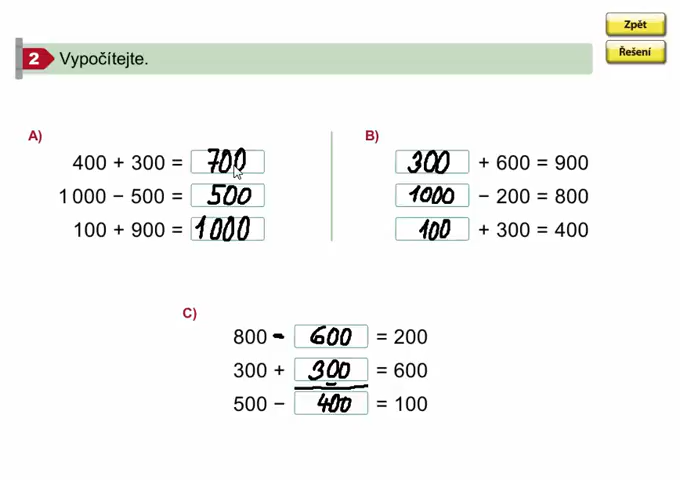 Zpět
Řešení
2 Vypočítejte.
A)
400 + 300 = 700
1 000 − 500 = 500
100 + 900 = 1000
B)
300 + 600 = 900
1000 − 200 = 800
100 + 300 = 400
C)
800 - 600 = 200
300 + 300 = 600
500 − 400 = 100